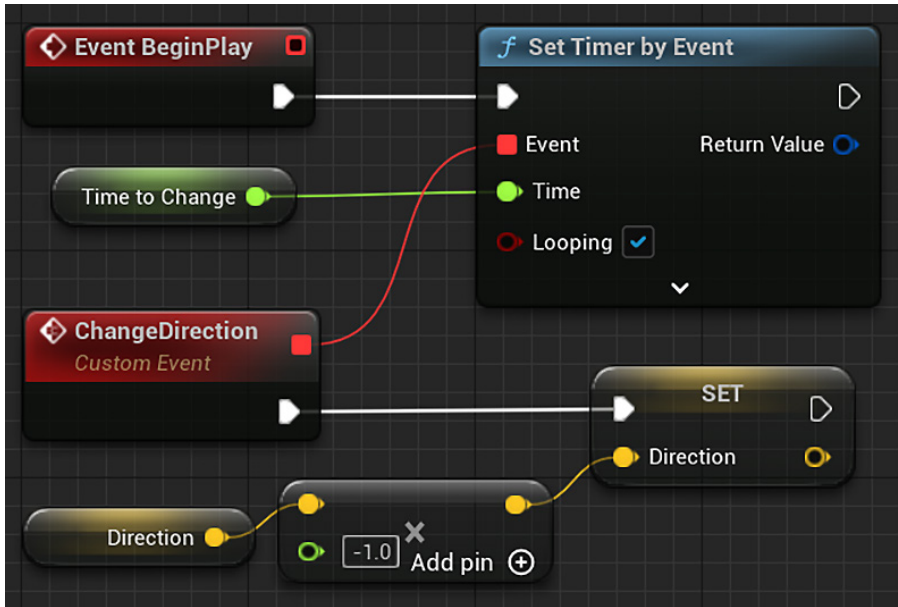 Event BeginPlay
Set Timer by Event
Event
Return Value
Time to Change
Time
Looping
ChangeDirection
Custom Event
SET
Direction
Direction
-1.0
Add pin